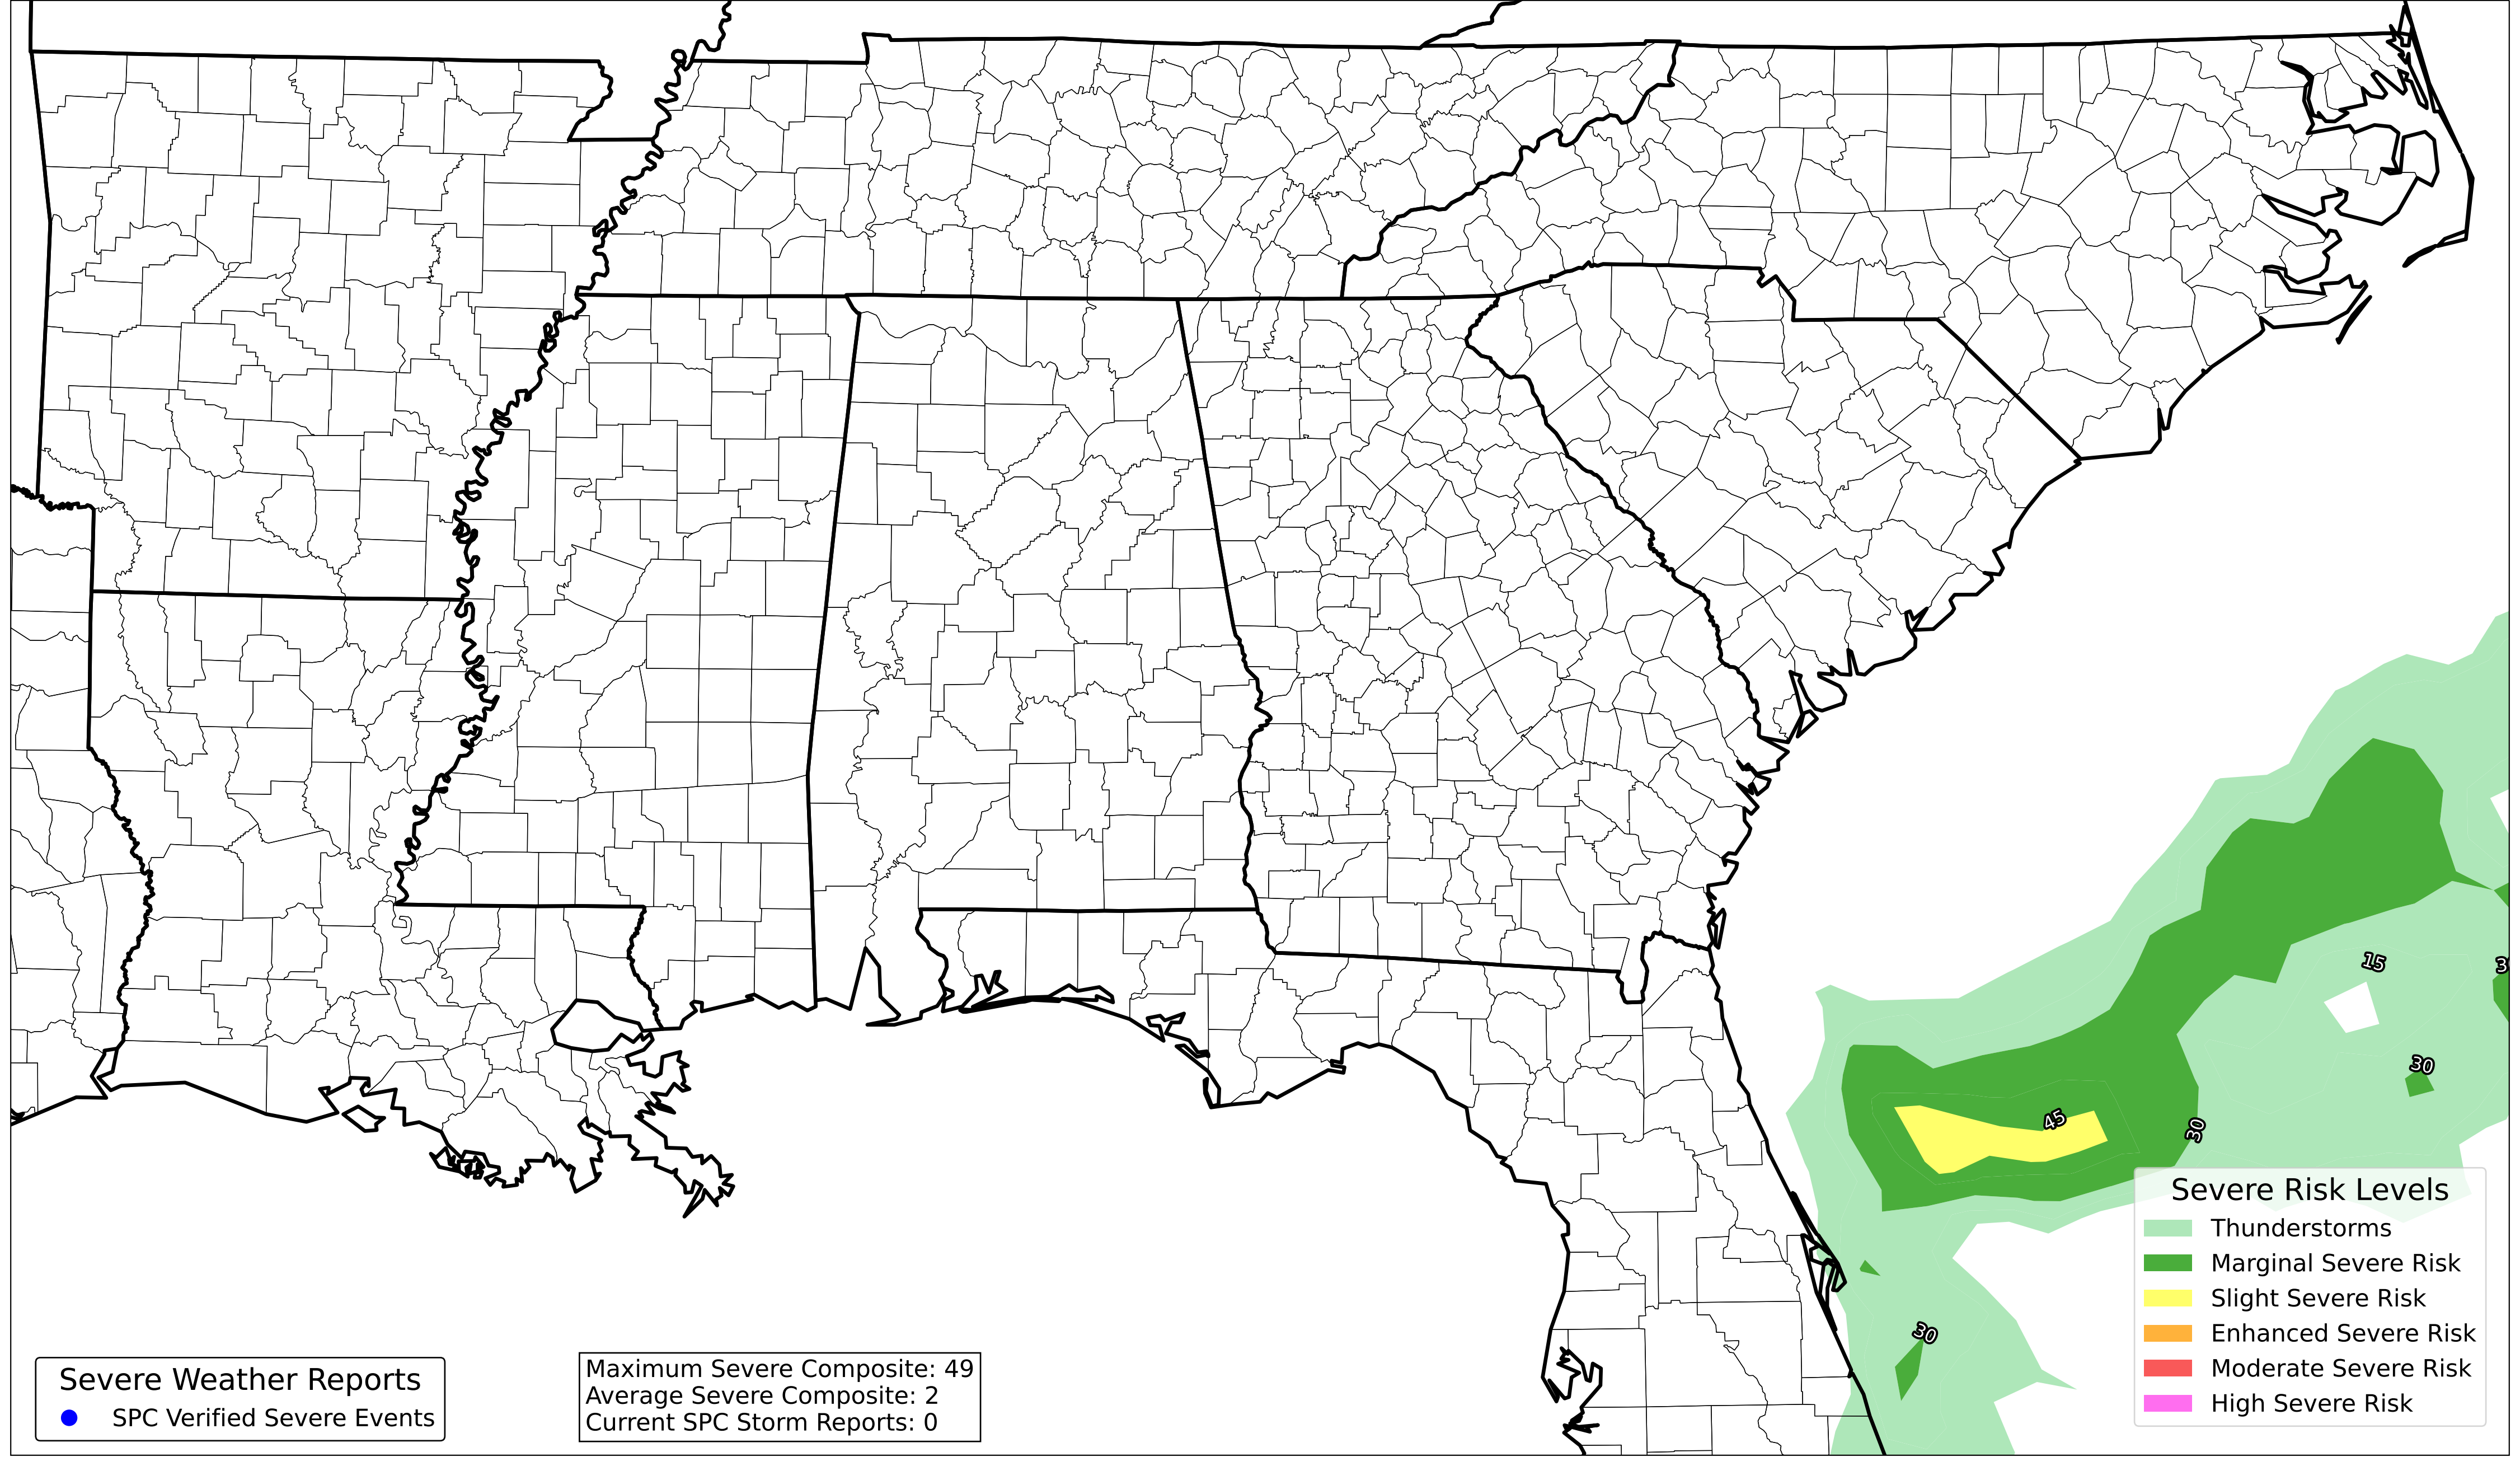 15
3
30
45
30
30
Severe Risk Levels
Thunderstorms
Marginal Severe Risk
Slight Severe Risk
Enhanced Severe Risk
Moderate Severe Risk
High Severe Risk
Severe Weather Reports
SPC Verified Severe Events
Maximum Severe Composite: 49
Average Severe Composite: 2
Current SPC Storm Reports: 0